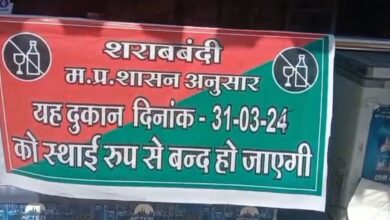 शराबबंदी
म.प्र.शासन अनुसार
यह दुकान दिनांक - 31-03-24
को स्थाई रुप से बन्द हो जाएगी